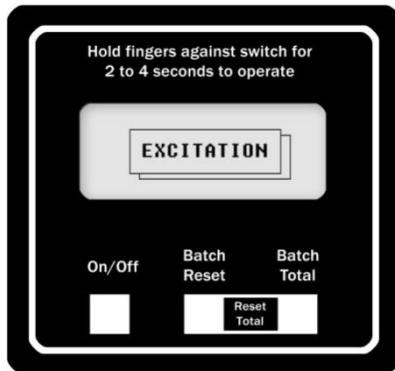 Hold fingers against switch for
2 to 4 seconds to operate
EXCITATION
On/Off
Batch
Reset
Batch
Total
Reset
Total